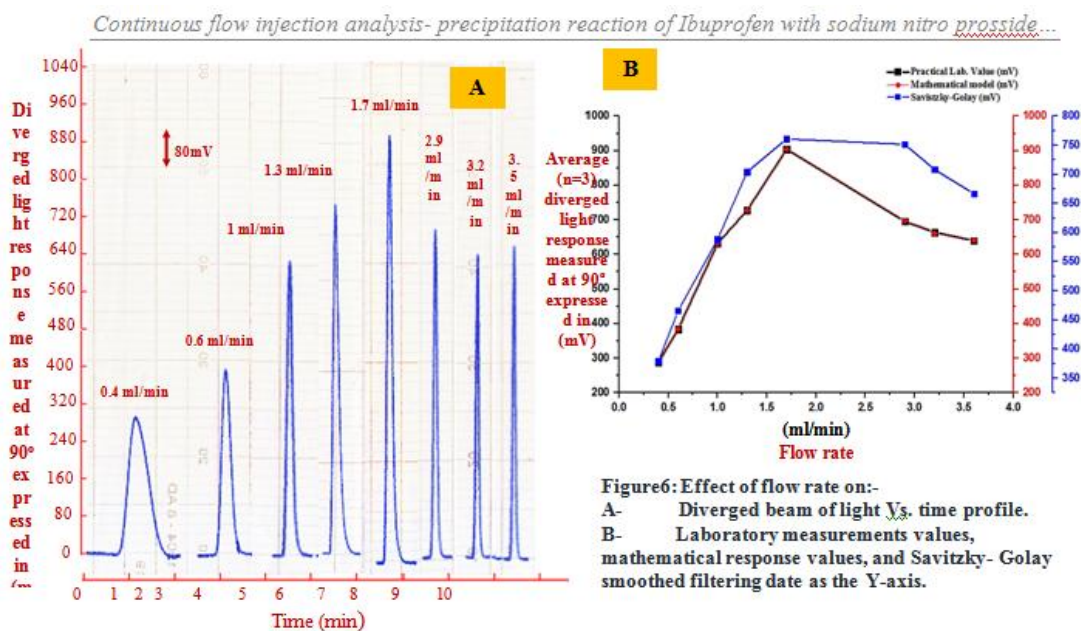 Continuous flow injection analysis- precipitation reaction of Ibuprofen with sodium nitro prosside...
A
B
1040
960
880
800
720
640
560
480
400
320
240
160
80
0
Di
ve
rg
ed
light
res
pons
e
me
as
ur
ed
at
90°
ex
pr
ess
ed
in
80mV
0.4 ml/min
0.6 ml/min
1 ml/min
1.3 ml/min
1.7 ml/min
2.9
ml
/m
in
3.2
ml
/m
in
3.
5
ml
/m
in
0 1 2 3 4 5 6 7 8 9 10
Time (min)
Practical Lab. Value (mV)
Mathematical model (mV)
Savistzky-Golay (mV)
1000
900
800
700
600
500
400
300
200
Average
(n=3)
diverged
light
response
measure
d at 90°
expresse
d in
(mV)
1000
900
800
700
600
500
400
300
200
800
750
700
650
600
550
500
450
400
350
0.0 0.5 1.0 1.5 2.0 2.5 3.0 3.5 4.0
(ml/min)
Flow rate
Figure6: Effect of flow rate on:-
A- Diverged beam of light Vs. time profile.
B- Laboratory measurements values,
mathematical response values, and Savitzky- Golay
smoothed filtering date as the Y-axis.